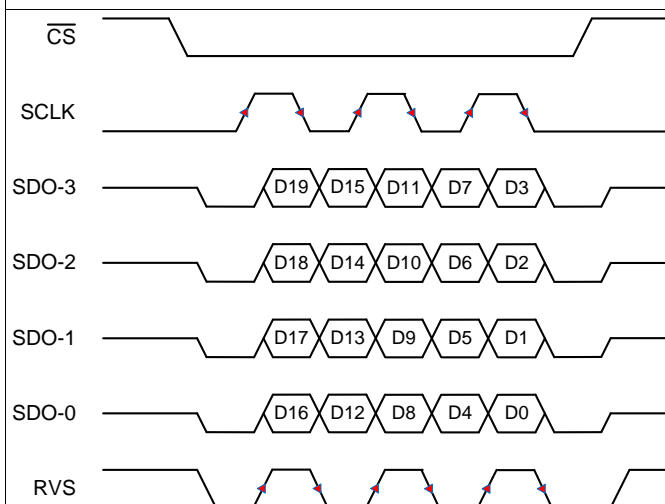 CS
SCLK
SDO-3 D19 D15 D11 D7 D3
SDO-2 D18 D14 D10 D6 D2
SDO-1 D17 D13 D9 D5 D1
SDO-0 D16 D12 D8 D4 D0
RVS